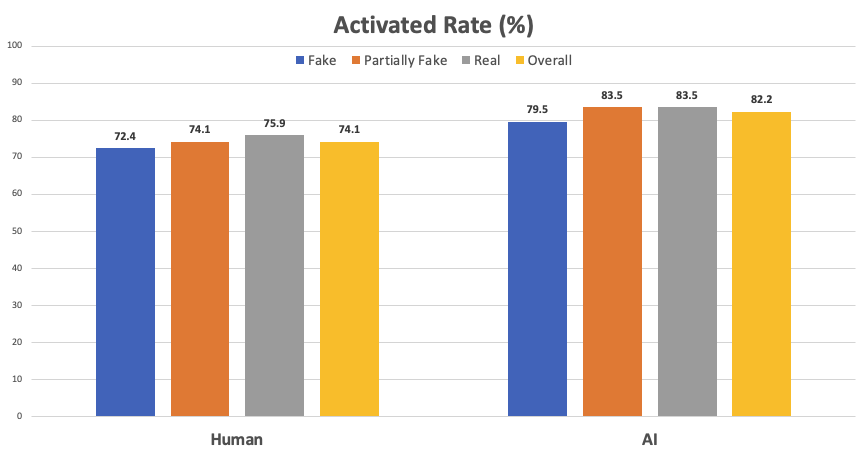 Activated Rate (%)
Fake Partially Fake Real Overall
100
90
80
70
60
50
40
30
20
10
0
72.4 74.1 75.9 74.1
79.5 83.5 83.5 82.2
Human AI